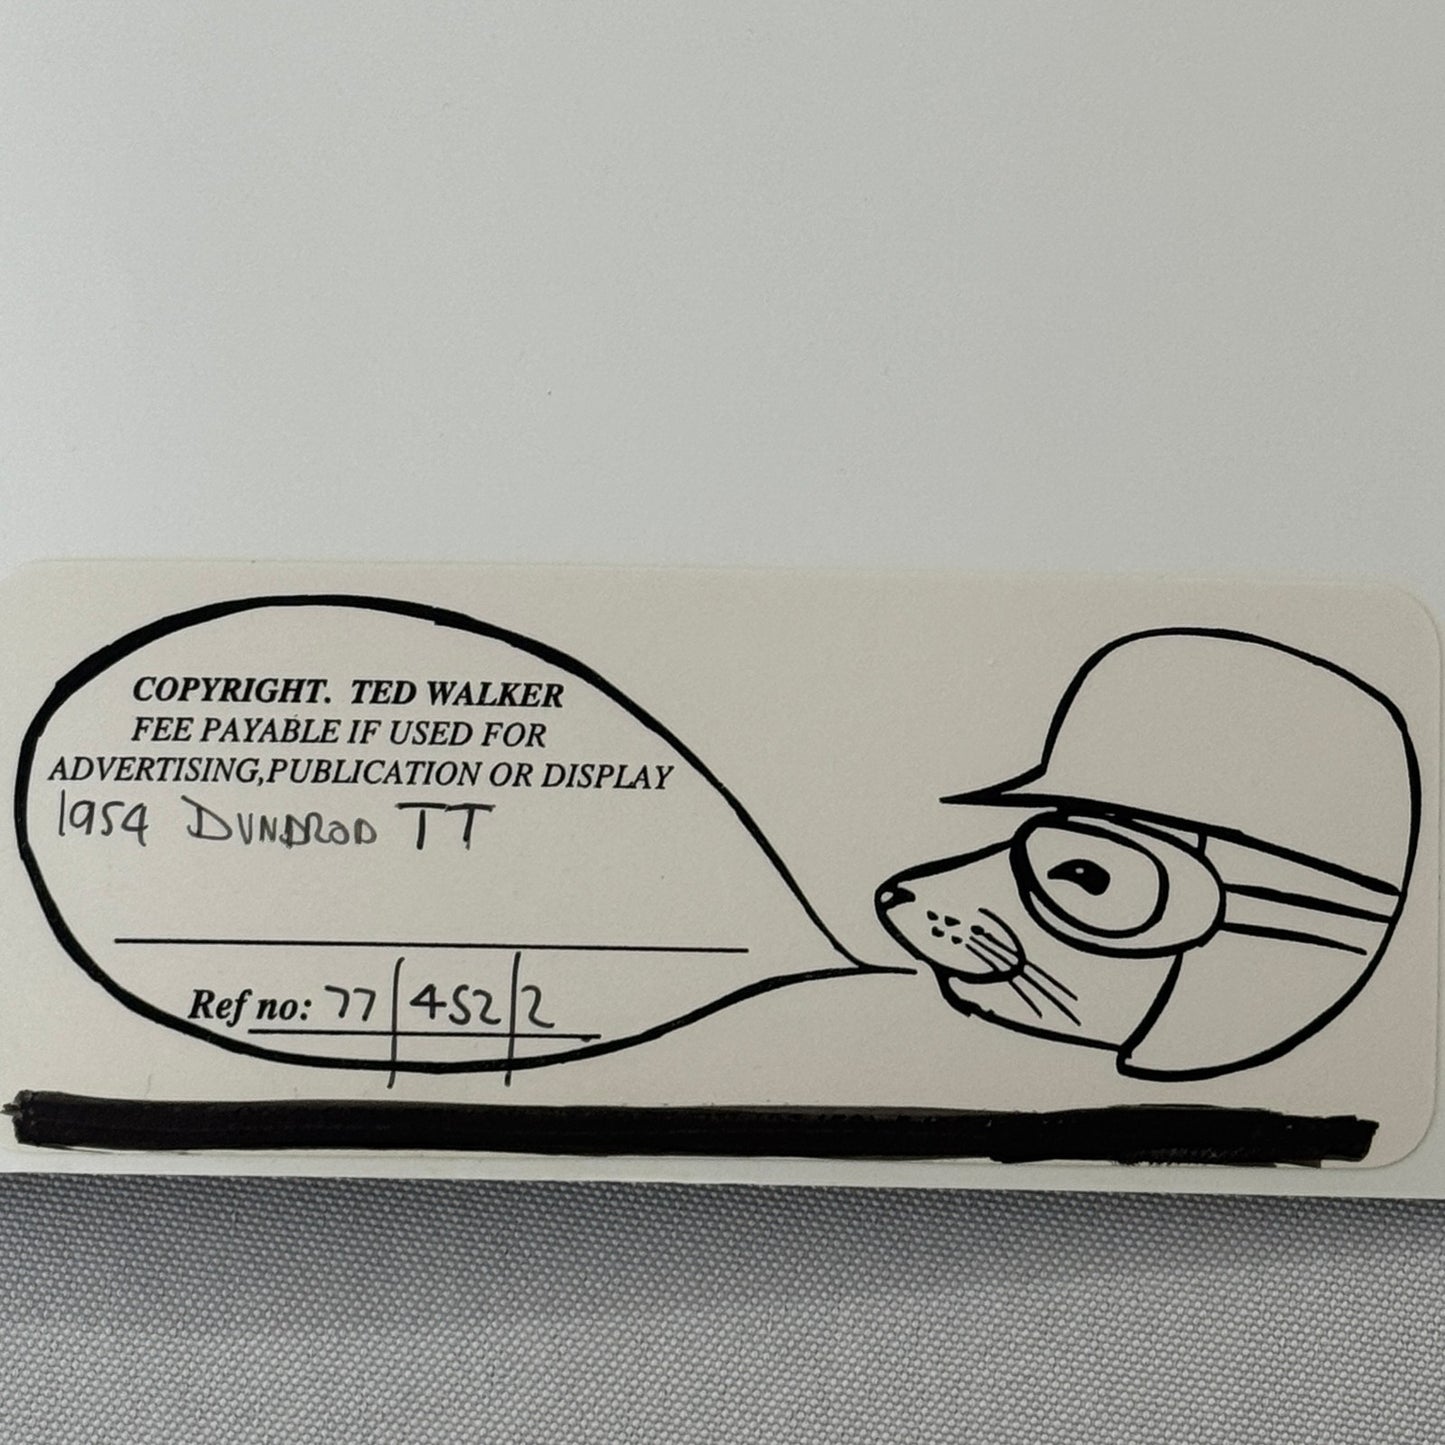 COPYRIGHT. TED WALKER
FEE PAYABLE IF USED FOR
ADVERTISING,PUBLICATION OR DISPLAY
1954 DUNDROD TT
Ref no: 77|452|2